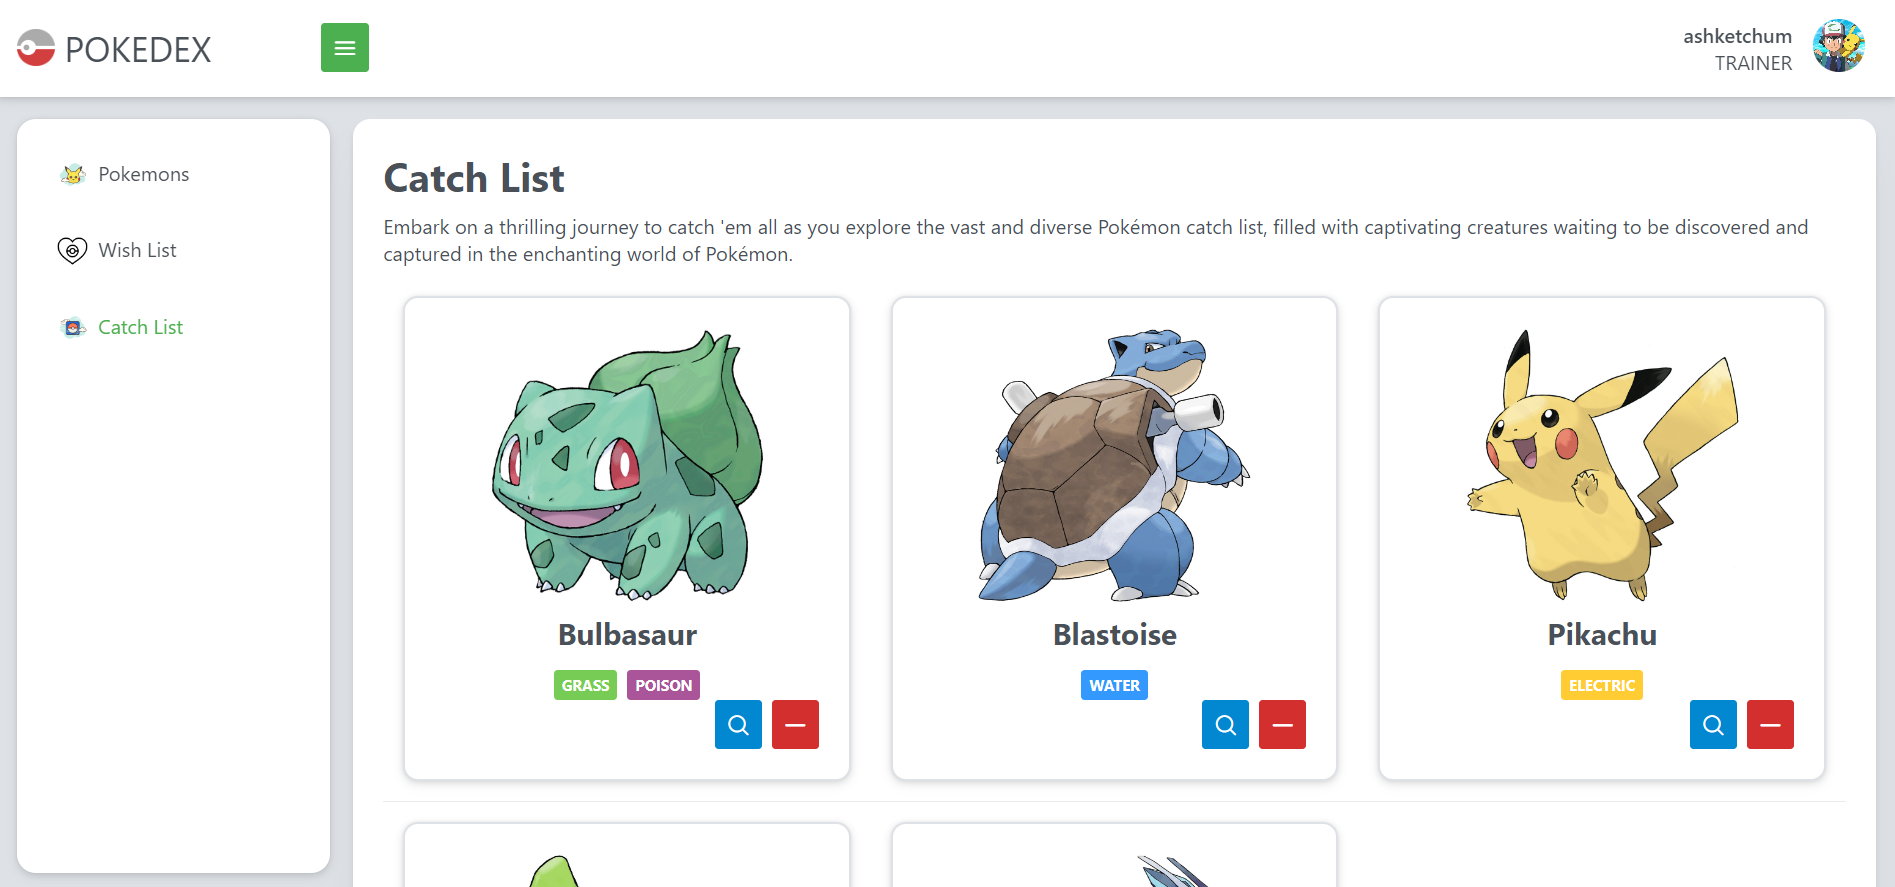 POKEDEX
ashketchum
TRAINER
Pokemons
Wish List
Catch List
Catch List
Embark on a thrilling journey to catch 'em all as you explore the vast and diverse Pokémon catch list, filled with captivating creatures waiting to be discovered and
captured in the enchanting world of Pokémon.
Bulbasaur
GRASS POISON
Blastoise
WATER
Pikachu
ELECTRIC